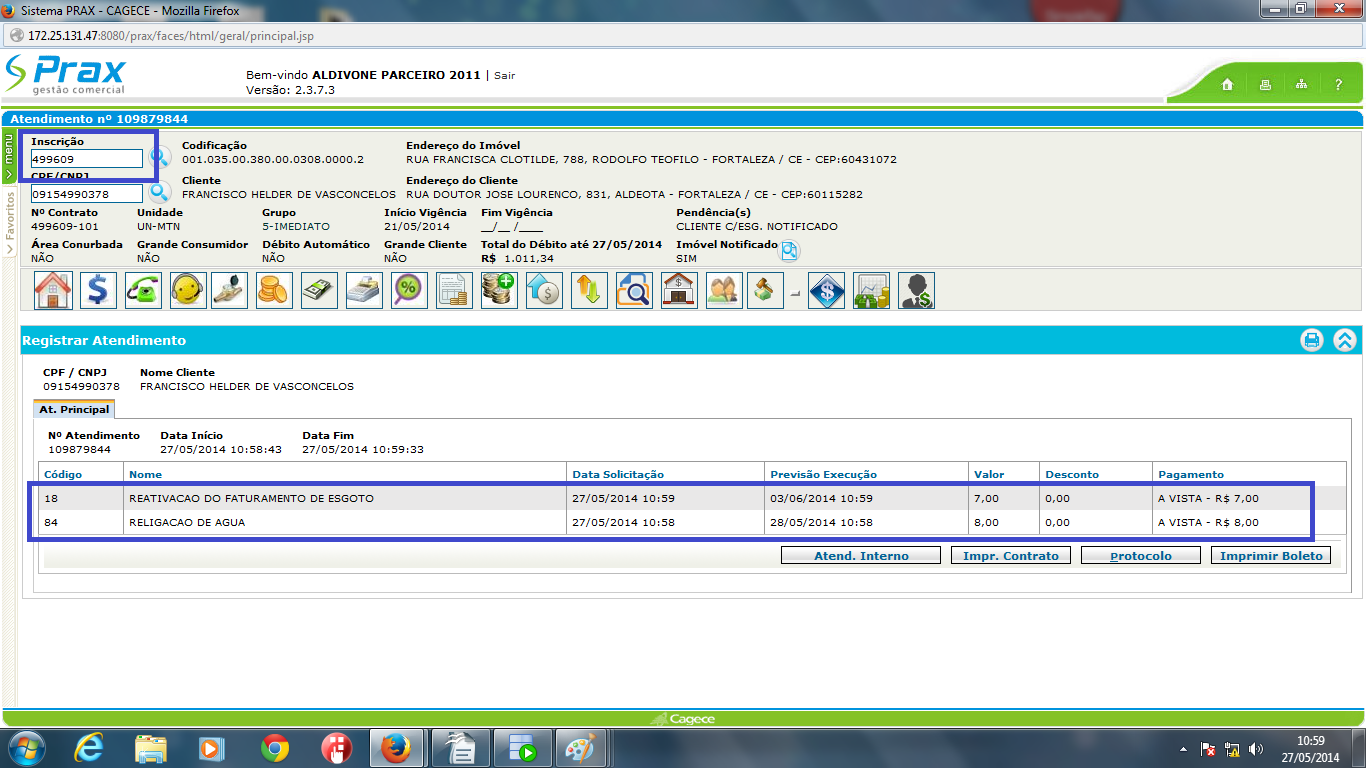 Sistema PRAX - CAGECE - Mozilla Firefox
172.25.131.47:8080/prax/faces/html/geral/principal.jsp
Prax
gestão comercial
Bem-vindo ALDIVONE PARCEIRO 2011 | Sair
Versão: 2.3.7.3
?
Atendimento nº 109879844
menu
Favoritos
Inscrição
499609
Codificação
001.035.00.380.00.0308.0000.2
Endereço do Imóvel
RUA FRANCISCA CLOTILDE, 788, RODOLFO TEOFILO - FORTALEZA / CE - CEP:60431072
CPF/CNPJ
09154990378
Cliente
FRANCISCO HELDER DE VASCONCELOS
Endereço do Cliente
RUA DOUTOR JOSE LOURENCO, 831, ALDEOTA - FORTALEZA / CE - CEP:60115282
Nº Contrato Unidade Grupo Início Vigência Fim Vigência Pendência(s)
499609-101 UN-MTN 5-IMEDIATO 21/05/2014 __/__ /____ CLIENTE C/ESG. NOTIFICADO
Área Conurbada Grande Consumidor Débito Automático Grande Cliente Total do Débito até 27/05/2014 Imóvel Notificado
NÃO NÃO NÃO NÃO R$ 1.011,34 SIM
Registrar Atendimento
CPF / CNPJ Nome Cliente
09154990378 FRANCISCO HELDER DE VASCONCELOS
At. Principal
Nº Atendimento Data Início Data Fim
109879844 27/05/2014 10:58:43 27/05/2014 10:59:33
Código Nome Data Solicitação Previsão Execução Valor Desconto Pagamento
18 REATIVACAO DO FATURAMENTO DE ESGOTO 27/05/2014 10:59 03/06/2014 10:59 7,00 0,00 A VISTA - R$ 7,00
84 RELIGACAO DE AGUA 27/05/2014 10:58 28/05/2014 10:58 8,00 0,00 A VISTA - R$ 8,00
Atend. Interno Impr. Contrato Protocolo Imprimir Boleto
Cagece
10:59
27/05/2014